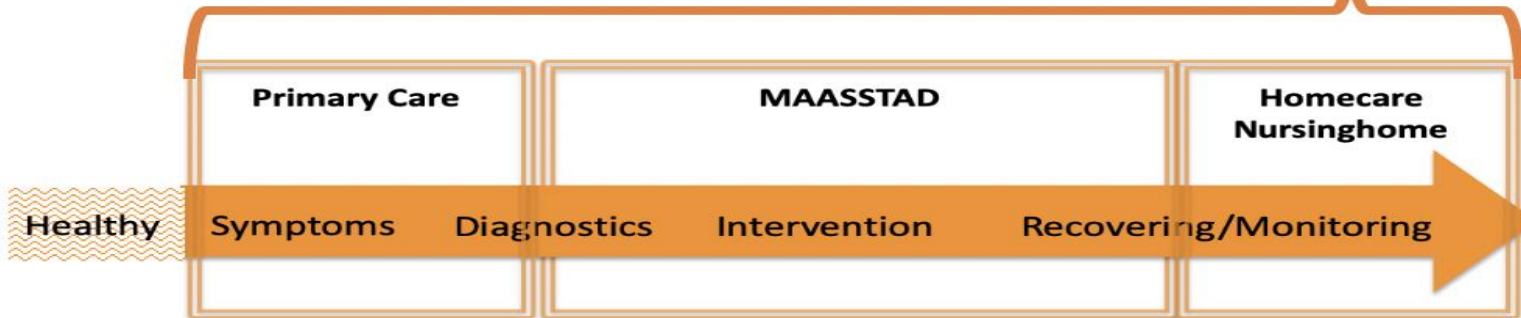 Primary Care
MAASSTAD
Homecare
Nursinghome
Healthy
Symptoms
Diagnostics
Intervention
Recovering/Monitoring